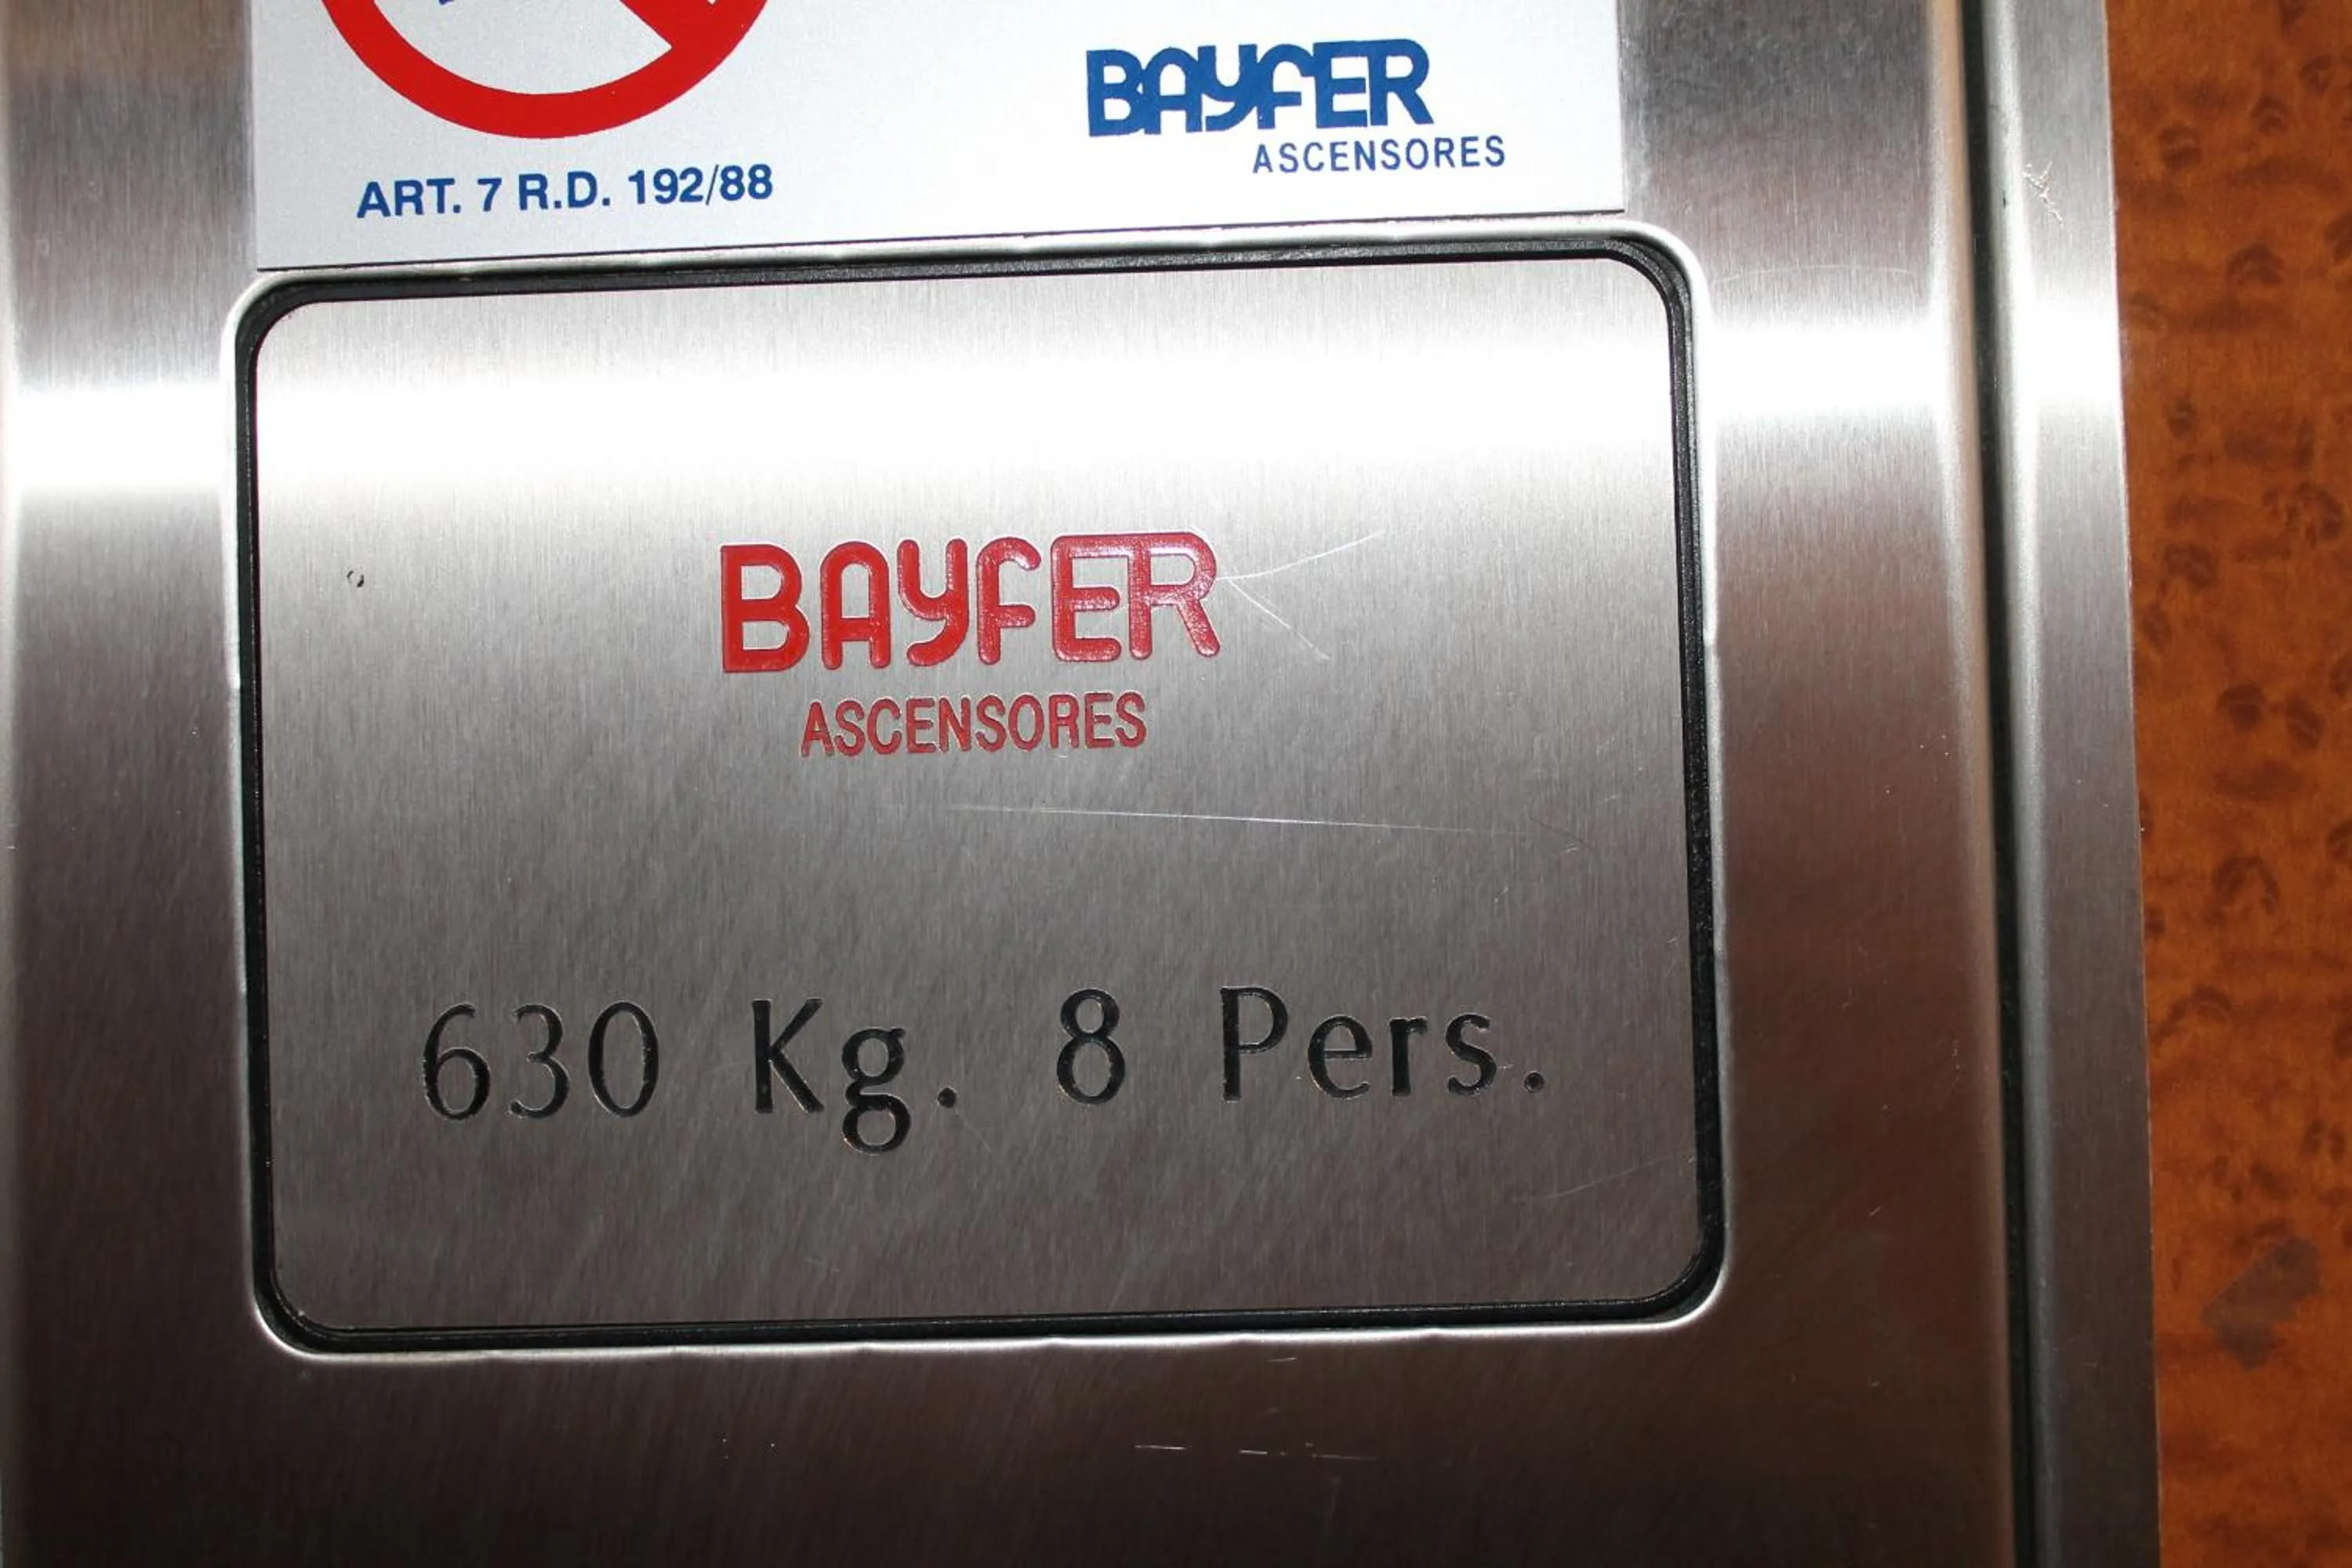 BAYFER
ASCENSORES
ART. 7 R.D. 192/88
BAYFER
ASCENSORES
630 Kg. 8 Pers.